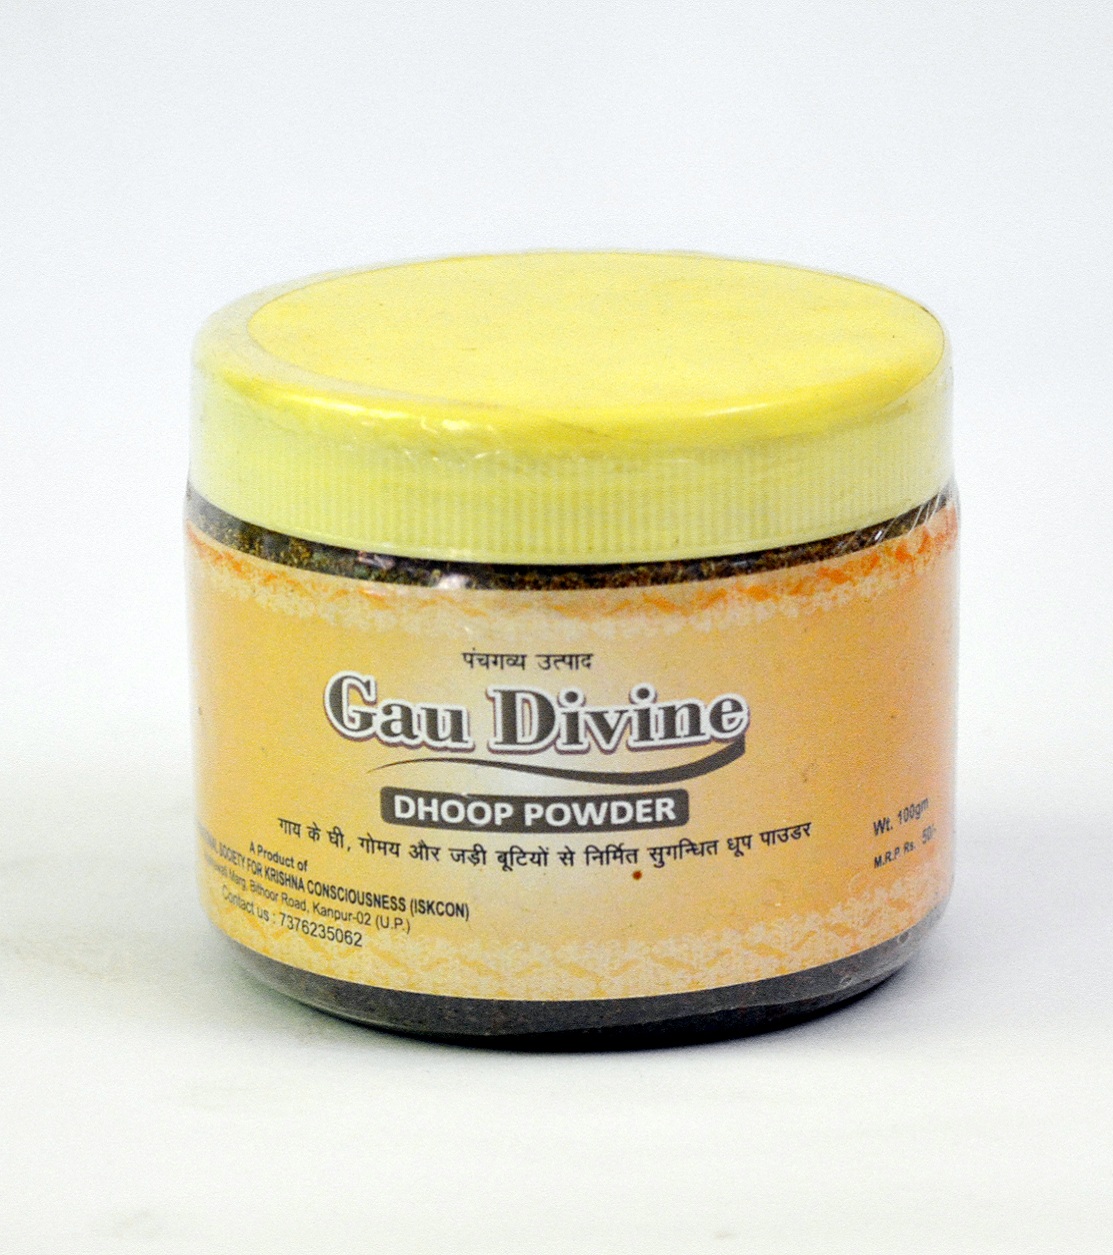 पंचगव्य उत्पाद
Gau Divine
DHOOP POWDER
गाय के घी, गोमय और जड़ी बूटियों से निर्मित सुगन्धित धूप पाउडर
A Product of
SOCIETY FOR KRISHNA CONSCIOUSNESS (ISKCON)
Marg, Bithoor Road, Kanpur-02 (U.P.)
Contact us : 7376235062
Wt. 100gm
M.R.P. Rs. 50/-